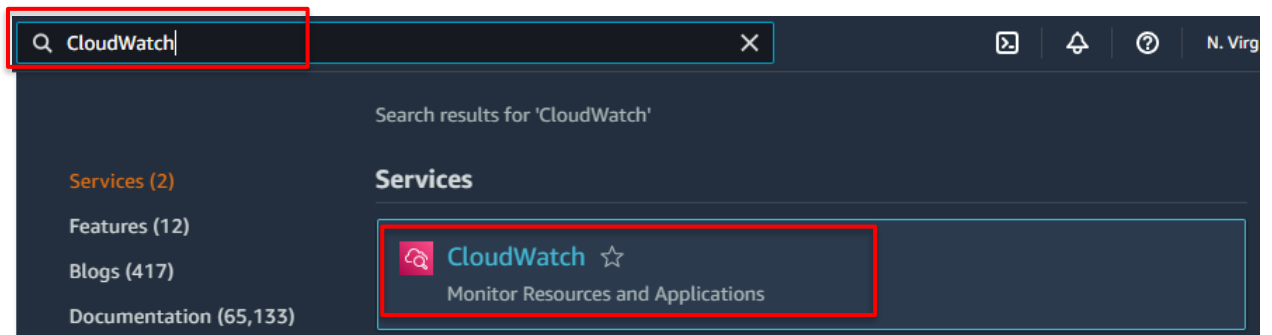 CloudWatch
N. Virg
Search results for 'CloudWatch'
Services (2)
Features (12)
Blogs (417)
Documentation (65,133)
Services
CloudWatch
Monitor Resources and Applications